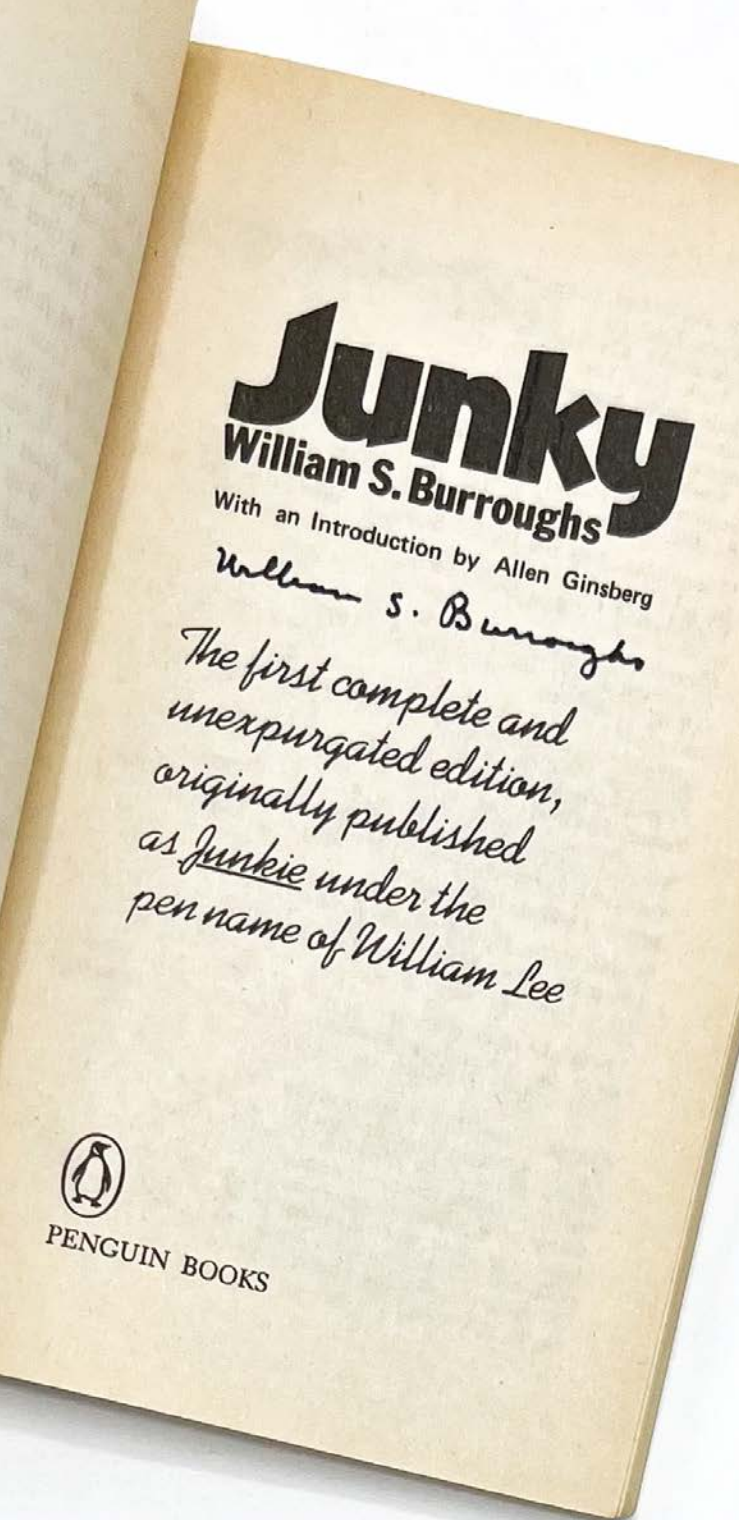 Junky
William S. Burroughs
With an Introduction by Allen Ginsberg
William S. Burroughs
The first complete and
unexpurgated edition,
originally published
as Junkie under the
pen name of William Lee
PENGUIN BOOKS